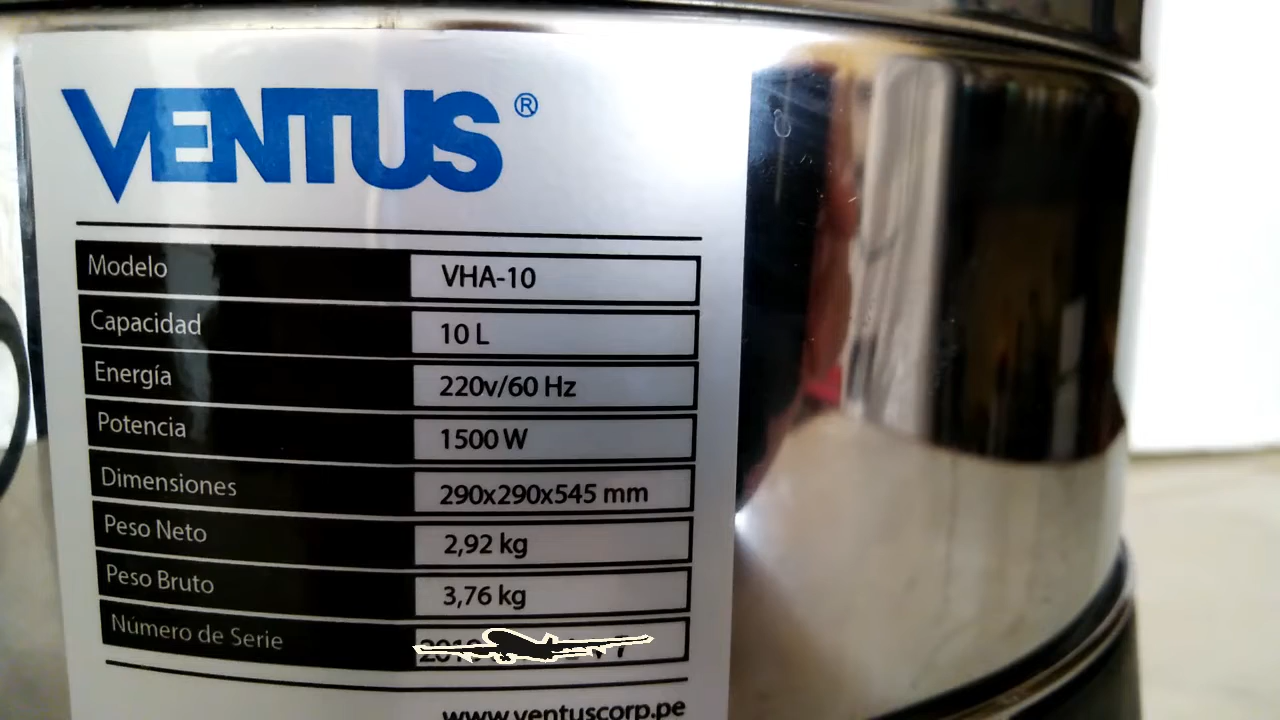 VENTUS ®
Modelo VHA-10
Capacidad 10 L
Energía 220v/60 Hz
Potencia 1500 W
Dimensiones 290x290x545 mm
Peso Neto 2,92 kg
Peso Bruto 3,76 kg
Número de Serie
www.ventuscorp.pe